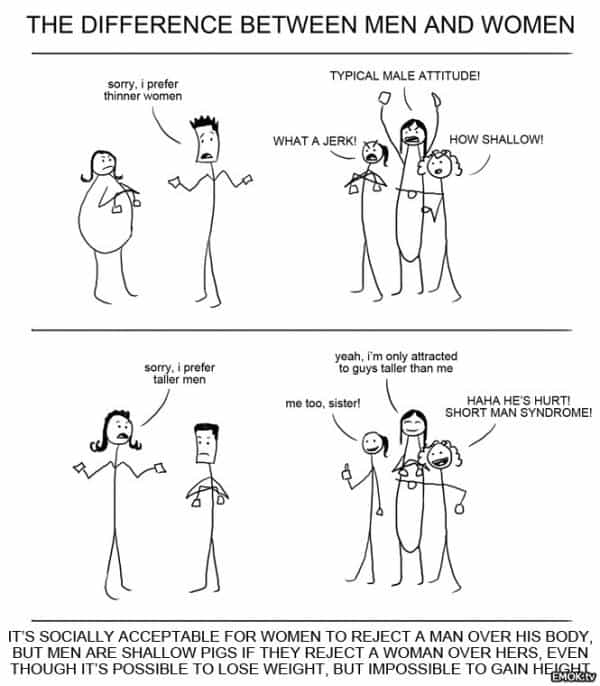 THE DIFFERENCE BETWEEN MEN AND WOMEN
sorry, i prefer
thinner women
TYPICAL MALE ATTITUDE!
WHAT A JERK!
HOW SHALLOW!
sorry, i prefer
taller men
yeah, i'm only attracted
to guys taller than me
me too, sister!
HAHA HE'S HURT!
SHORT MAN SYNDROME!
IT'S SOCIALLY ACCEPTABLE FOR WOMEN TO REJECT A MAN OVER HIS BODY,
BUT MEN ARE SHALLOW PIGS IF THEY REJECT A WOMAN OVER HERS, EVEN
THOUGH IT'S POSSIBLE TO LOSE WEIGHT, BUT IMPOSSIBLE TO GAIN HEIGHT.
EMOK.tv